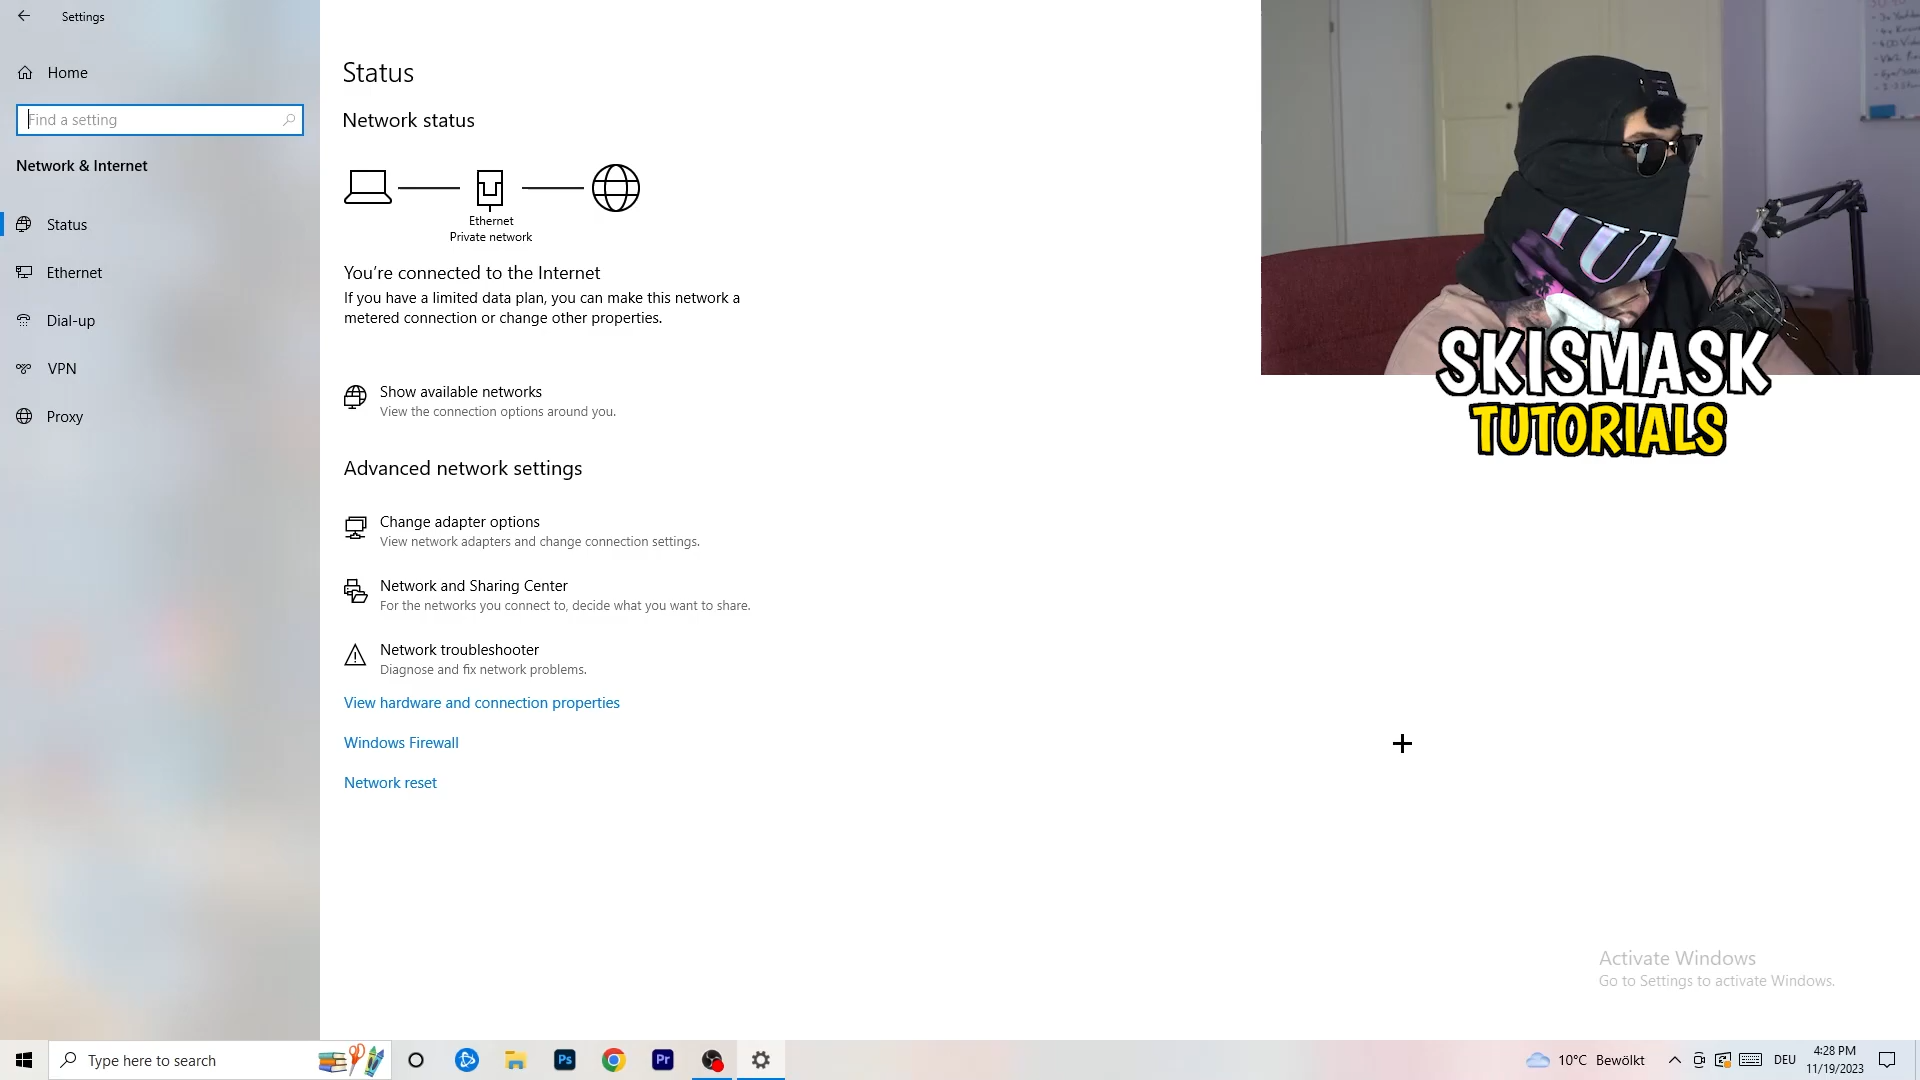 Settings
Home
Find a setting
Network & Internet
Status
Ethernet
Dial-up
VPN
Proxy
Status
Network status
Ethernet
Private network
You're connected to the Internet
If you have a limited data plan, you can make this network a
metered connection or change other properties.
Show available networks
View the connection options around you.
Advanced network settings
Change adapter options
View network adapters and change connection settings.
Network and Sharing Center
For the networks you connect to, decide what you want to share.
Network troubleshooter
Diagnose and fix network problems.
View hardware and connection properties
Windows Firewall
Network reset
SKISMASK
TUTORIALS
Activate Windows
Go to Settings to activate Windows.
Type here to search
Ps
Pr
10°C Bewölkt
DEU
4:28 PM
11/19/2023